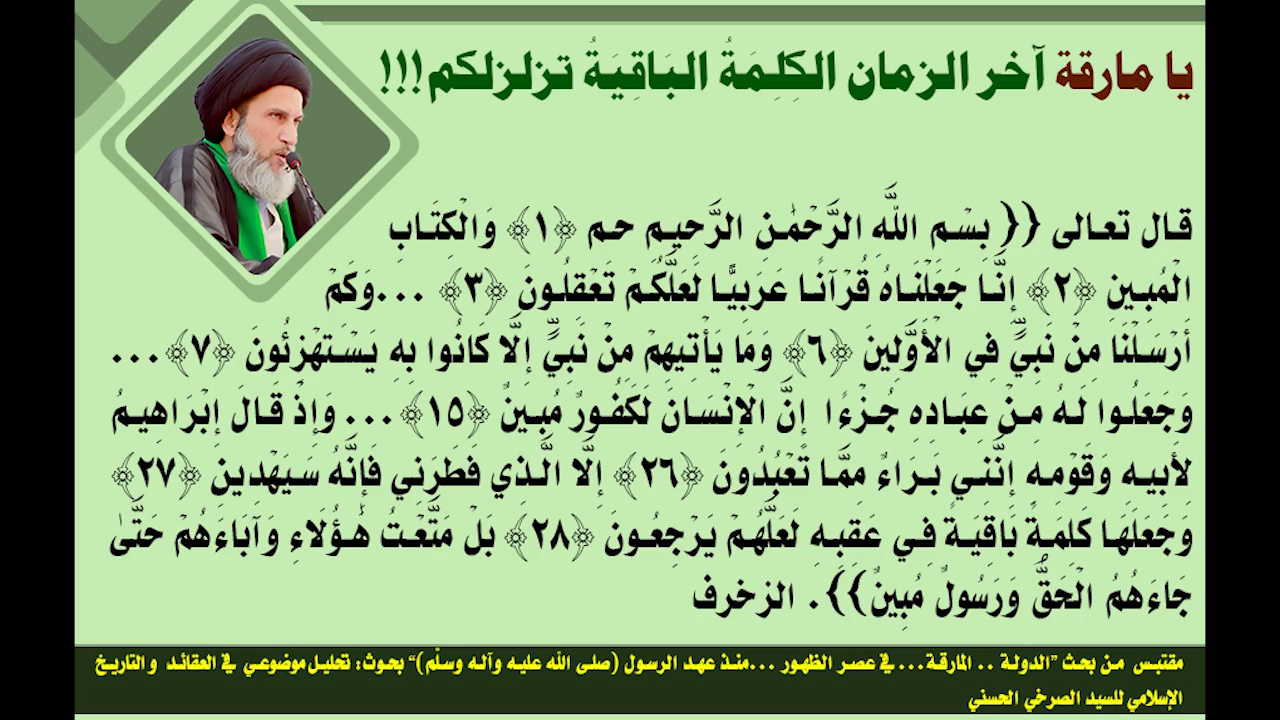 يا مارقة آخر الزمان الكِلِمَةُ البَاقِيَةُ تزلزلكم!!!
قال تعالى {{ بِسْمِ اللَّهِ الرَّحْمَٰنِ الرَّحِيمِ حم ﴿١﴾ وَالْكِتَابِ
الْمُبِينِ ﴿٢﴾ إِنَّا جَعَلْنَاهُ قُرْآنًا عَرَبِيًّا لَعَلَّكُمْ تَعْقِلُونَ ﴿٣﴾ ...وَكَمْ
أَرْسَلْنَا مِنْ نَبِيٍّ فِي الْأَوَّلِينَ ﴿٦﴾ وَمَا يَأْتِيهِمْ مِنْ نَبِيٍّ إِلَّا كَانُوا بِهِ يَسْتَهْزِئُونَ ﴿٧﴾...
وَجَعَلُوا لَهُ مِنْ عِبَادِهِ جُزْءًا إِنَّ الْإِنْسَانَ لَكَفُورٌ مُبِينٌ ﴿١٥﴾... وَإِذْ قَالَ إِبْرَاهِيمُ
لِأَبِيهِ وَقَوْمِهِ إِنَّنِي بَرَاءٌ مِمَّا تَعْبُدُونَ ﴿٢٦﴾ إِلَّا الَّذِي فَطَرَنِي فَإِنَّهُ سَيَهْدِينِ ﴿٢٧﴾
وَجَعَلَهَا كَلِمَةً بَاقِيَةً فِي عَقِبِهِ لَعَلَّهُمْ يَرْجِعُونَ ﴿٢٨﴾ بَلْ مَتَّعْتُ هَٰؤُلَاءِ وَآبَاءَهُمْ حَتَّىٰ
جَاءَهُمُ الْحَقُّ وَرَسُولٌ مُبِينٌ}}. الزخرف
مقتبس من بحث "الدولة .. المارقة...في عصر الظهور ...منذ عهد الرسول (صلى الله عليه وآله وسلّم)" بحوث: تحليل موضوعي في العقائد والتاريخ
الإسلامي للسيد الصرخي الحسني